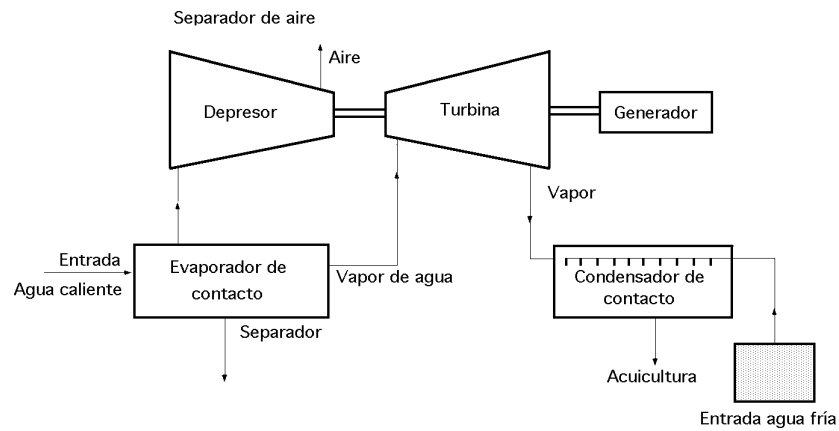 Separador de aire
Aire
Depresor
Turbina
Generador
Vapor
Entrada
Agua caliente
Evaporador de
contacto
Vapor de agua
Condensador de
contacto
Separador
Acuicultura
Entrada agua fría